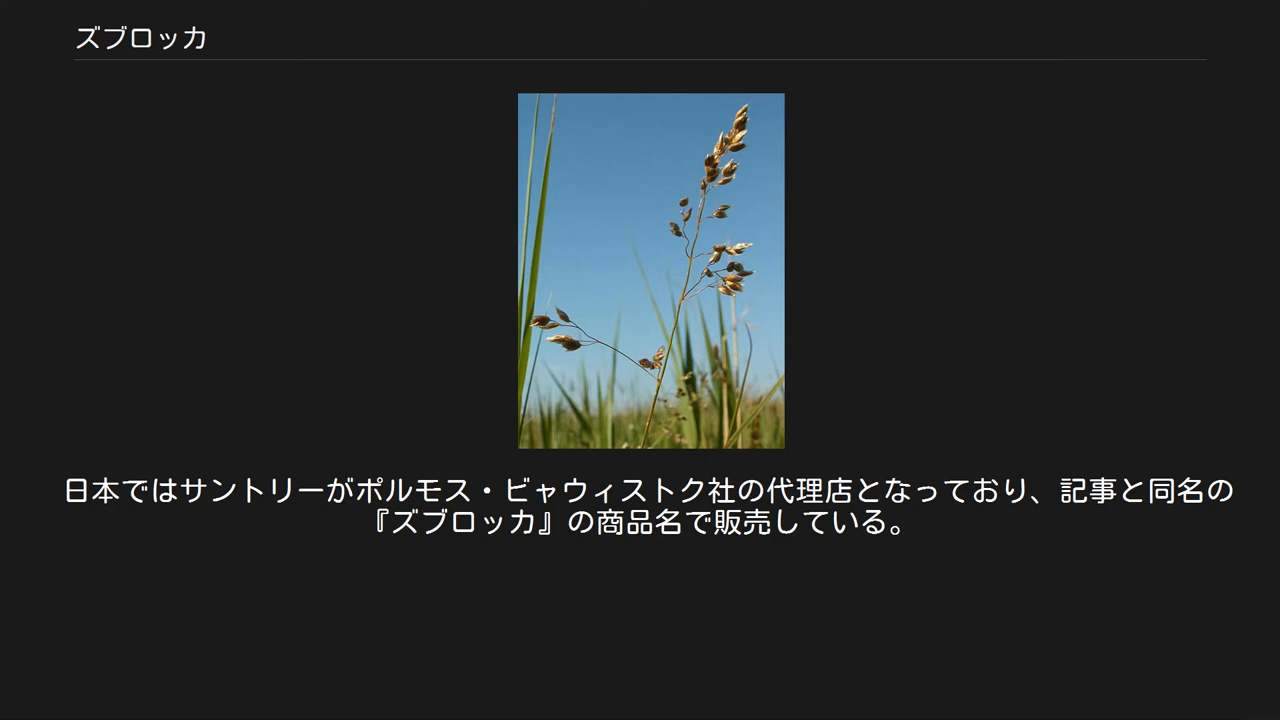 ズブロッカ
日本ではサントリーがポルモス・ビャウィストク社の代理店となっており、記事と同名の
『ズブロッカ』の商品名で販売している。